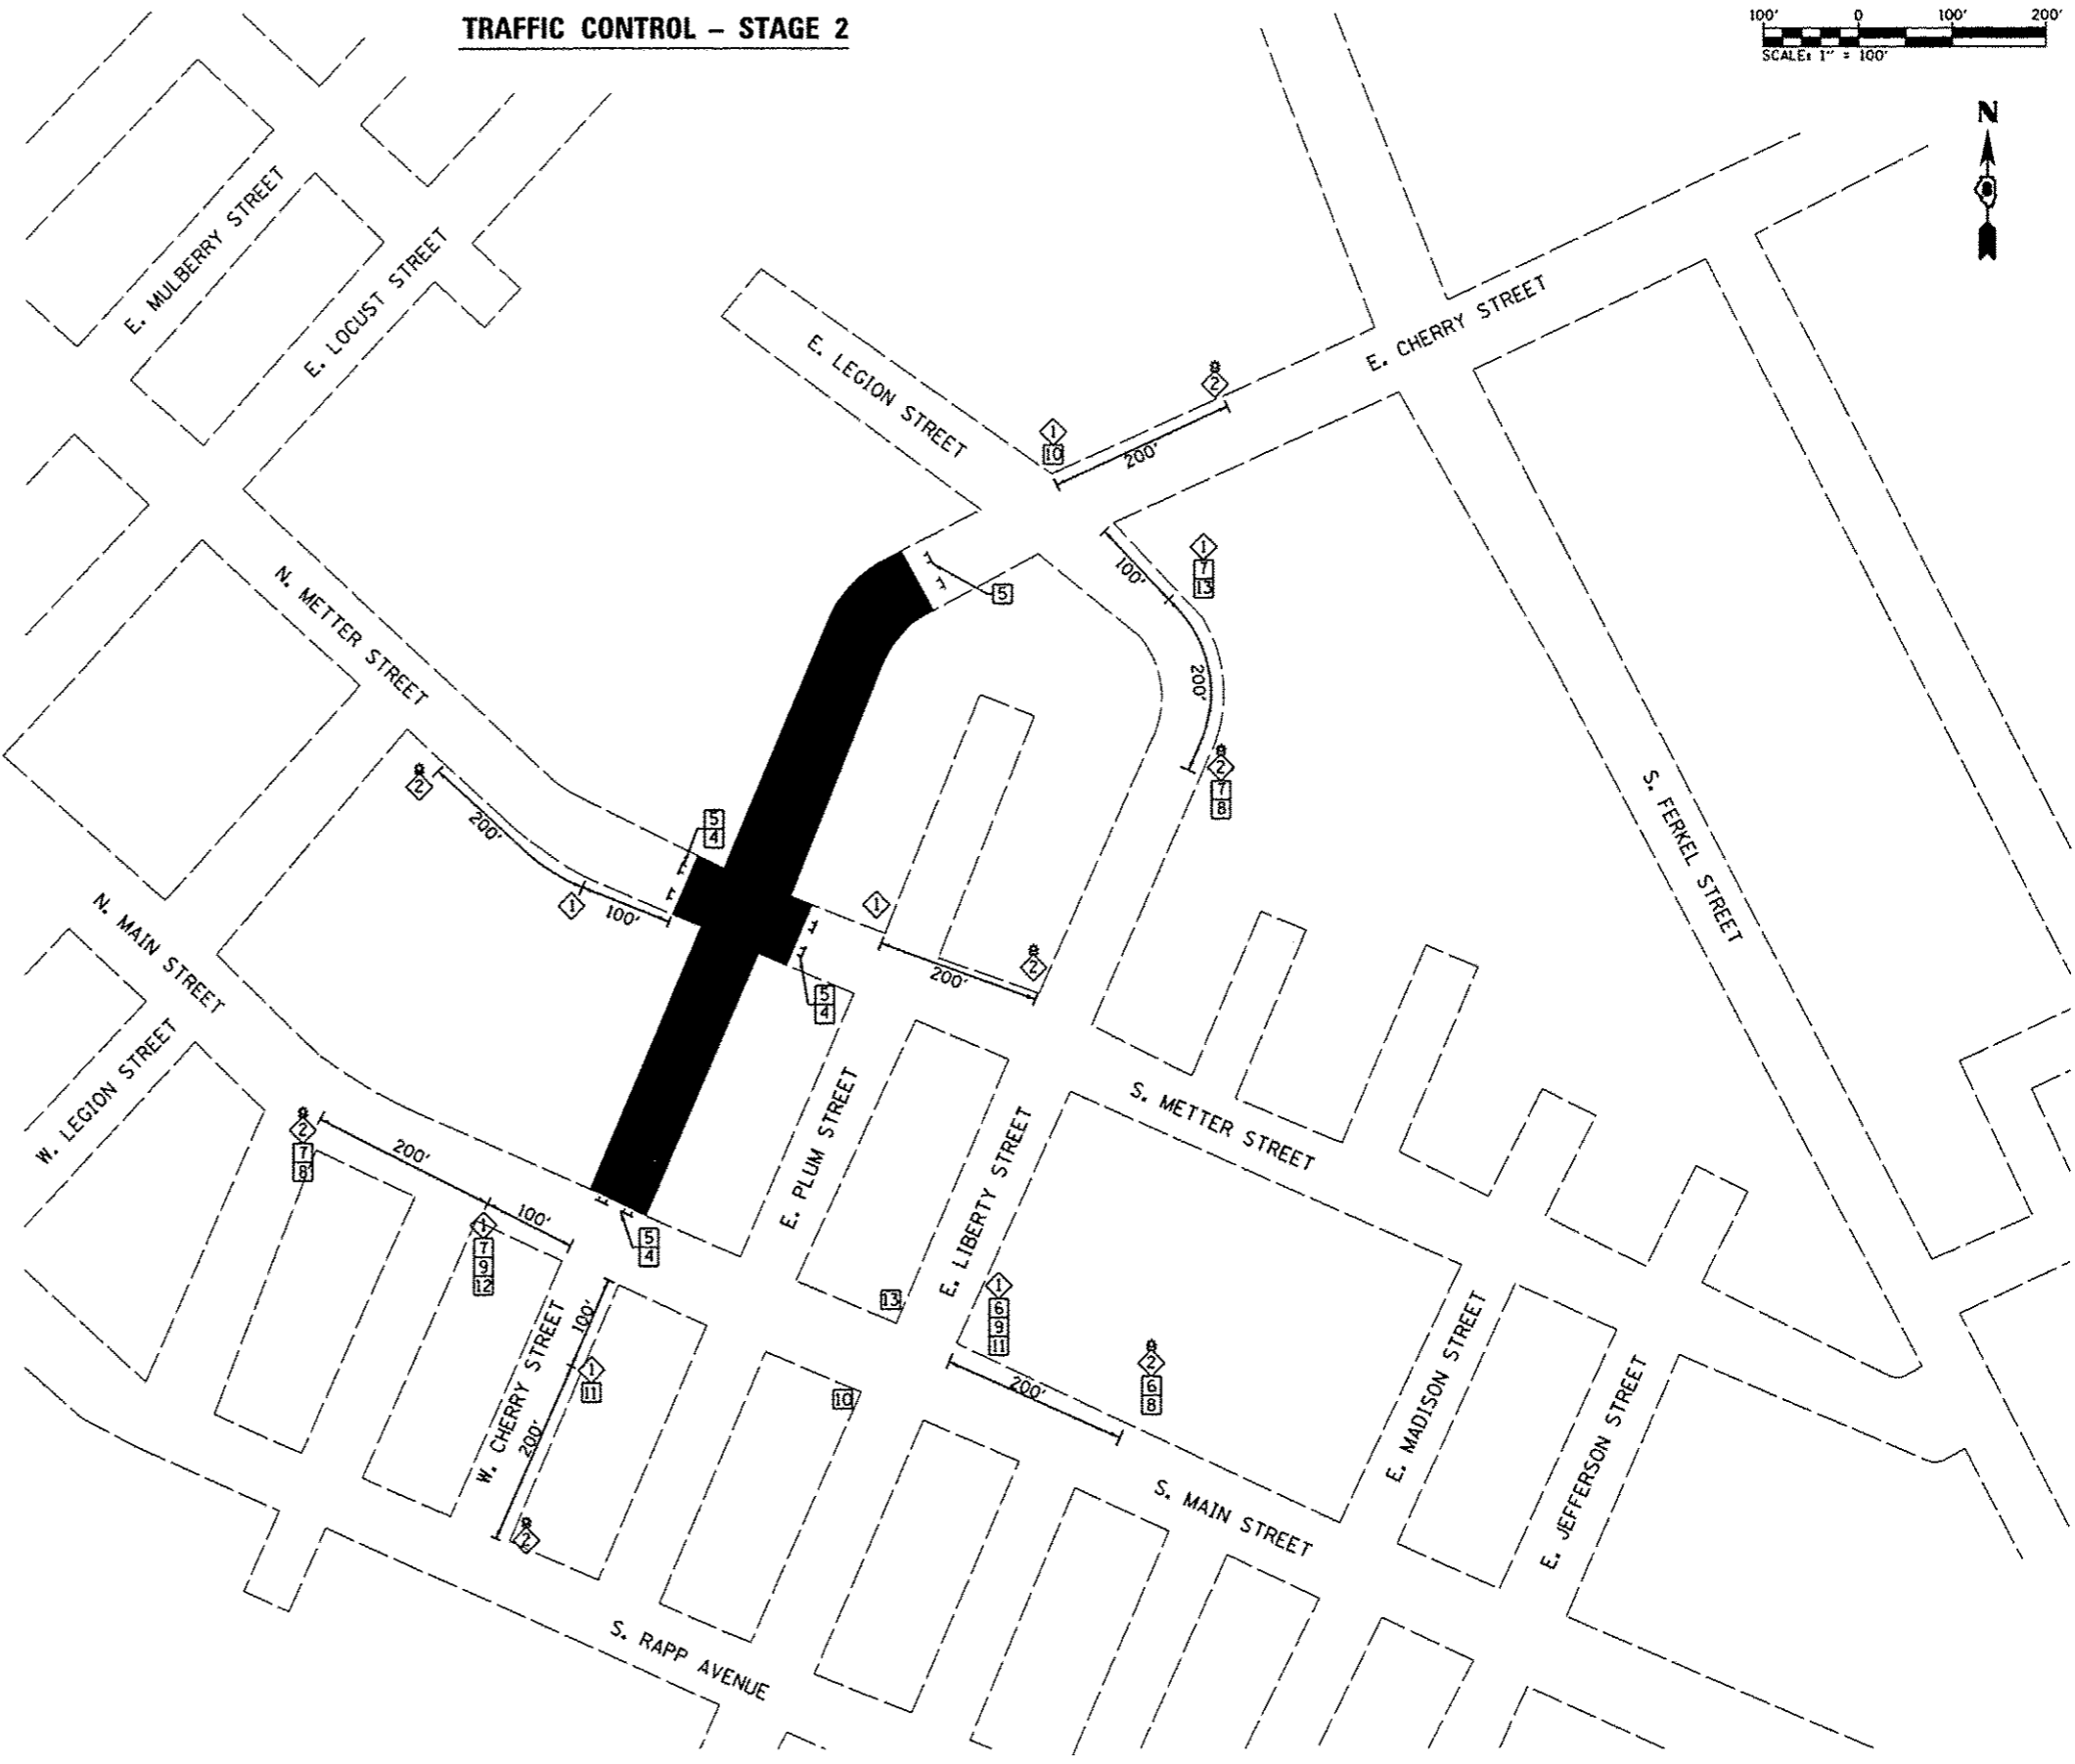 TRAFFIC CONTROL – STAGE 2
100' 0 100' 200'
SCALE: 1" = 100'
N
E. MULBERRY STREET
E. LOCUST STREET
E. LEGION STREET
E. CHERRY STREET
2
1
10
200'
100'
1
7
13
5
200'
2
7
8
N. METTER STREET
2
200'
5
4
1
100'
1
2
200'
5
4
S. FERKEL STREET
N. MAIN STREET
W. LEGION STREET
2
7
8
200'
100'
1
7
9
12
5
4
E. PLUM STREET
E. LIBERTY STREET
S. METTER STREET
13
1
6
9
11
2
6
8
200'
10
W. CHERRY STREET
100'
1
11
200'
2
E. MADISON STREET
E. JEFFERSON STREET
S. MAIN STREET
S. RAPP AVENUE